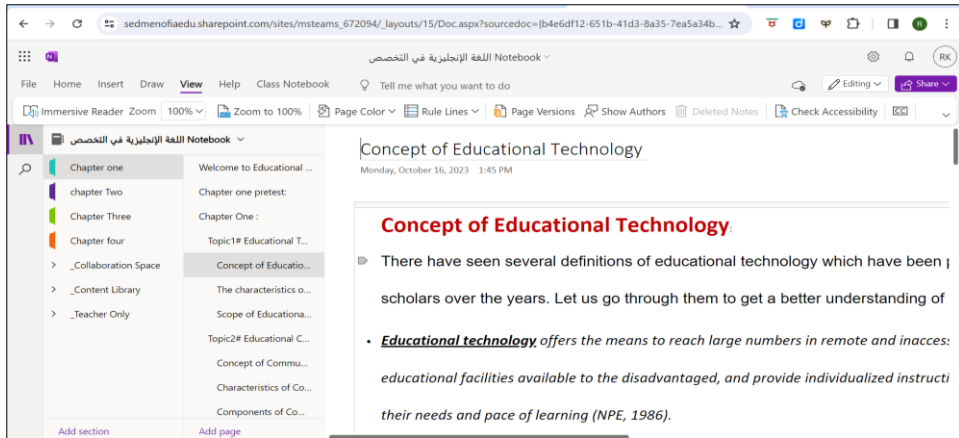 sedmenofiaedu.sharepoint.com/sites/msteams_672094/_layouts/15/Doc.aspx?sourcedoc={b4e6df12-651b-41d3-8a35-7ea5a34b...
R
اللغة الإنجليزية في التخصص Notebook
RK
File Home Insert Draw View Help Class Notebook Tell me what you want to do Editing Share
Immersive Reader Zoom 100% Zoom to 100% Page Color Rule Lines Page Versions Show Authors Deleted Notes Check Accessibility
اللغة الإنجليزية في التخصص Notebook
Chapter one
chapter Two
Chapter Three
Chapter four
_Collaboration Space
_Content Library
_Teacher Only
Add section
Welcome to Educational ...
Chapter one pretest:
Chapter One :
Topic1# Educational T...
Concept of Educatio...
The characteristics o...
Scope of Educationa...
Topic2# Educational C...
Concept of Commu...
Characteristics of Co...
Components of Co...
Add page
Concept of Educational Technology
Monday, October 16, 2023 1:45 PM
Concept of Educational Technology:
There have seen several definitions of educational technology which have been
scholars over the years. Let us go through them to get a better understanding of
• Educational technology offers the means to reach large numbers in remote and inacces
educational facilities available to the disadvantaged, and provide individualized instructi
their needs and pace of learning (NPE, 1986).